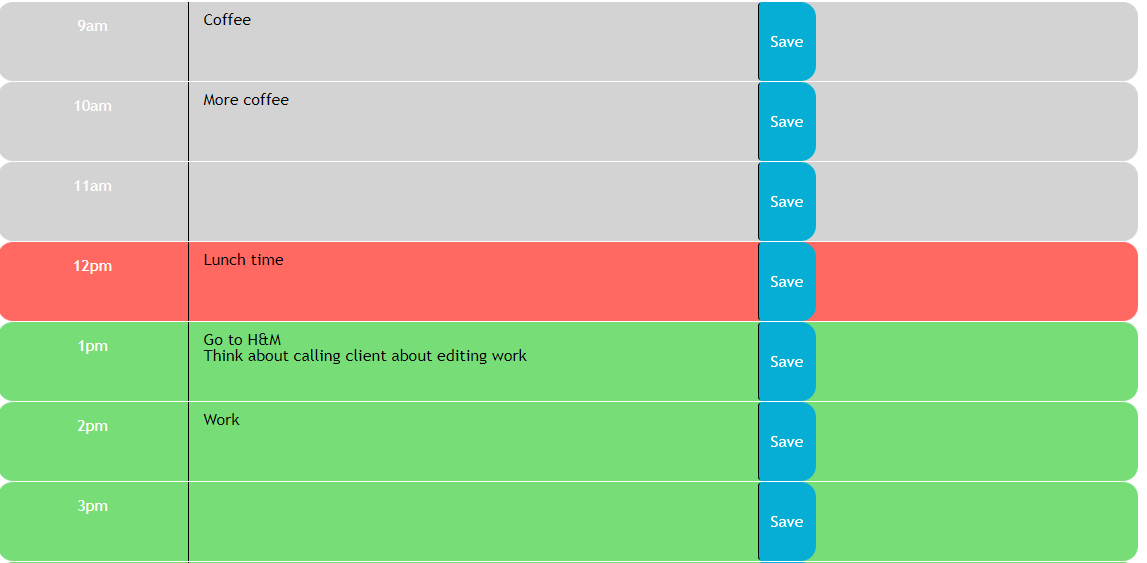 9am
Coffee
Save
10am
More coffee
Save
11am
Save
12pm
Lunch time
Save
1pm
Go to H&M
Think about calling client about editing work
Save
2pm
Work
Save
3pm
Save